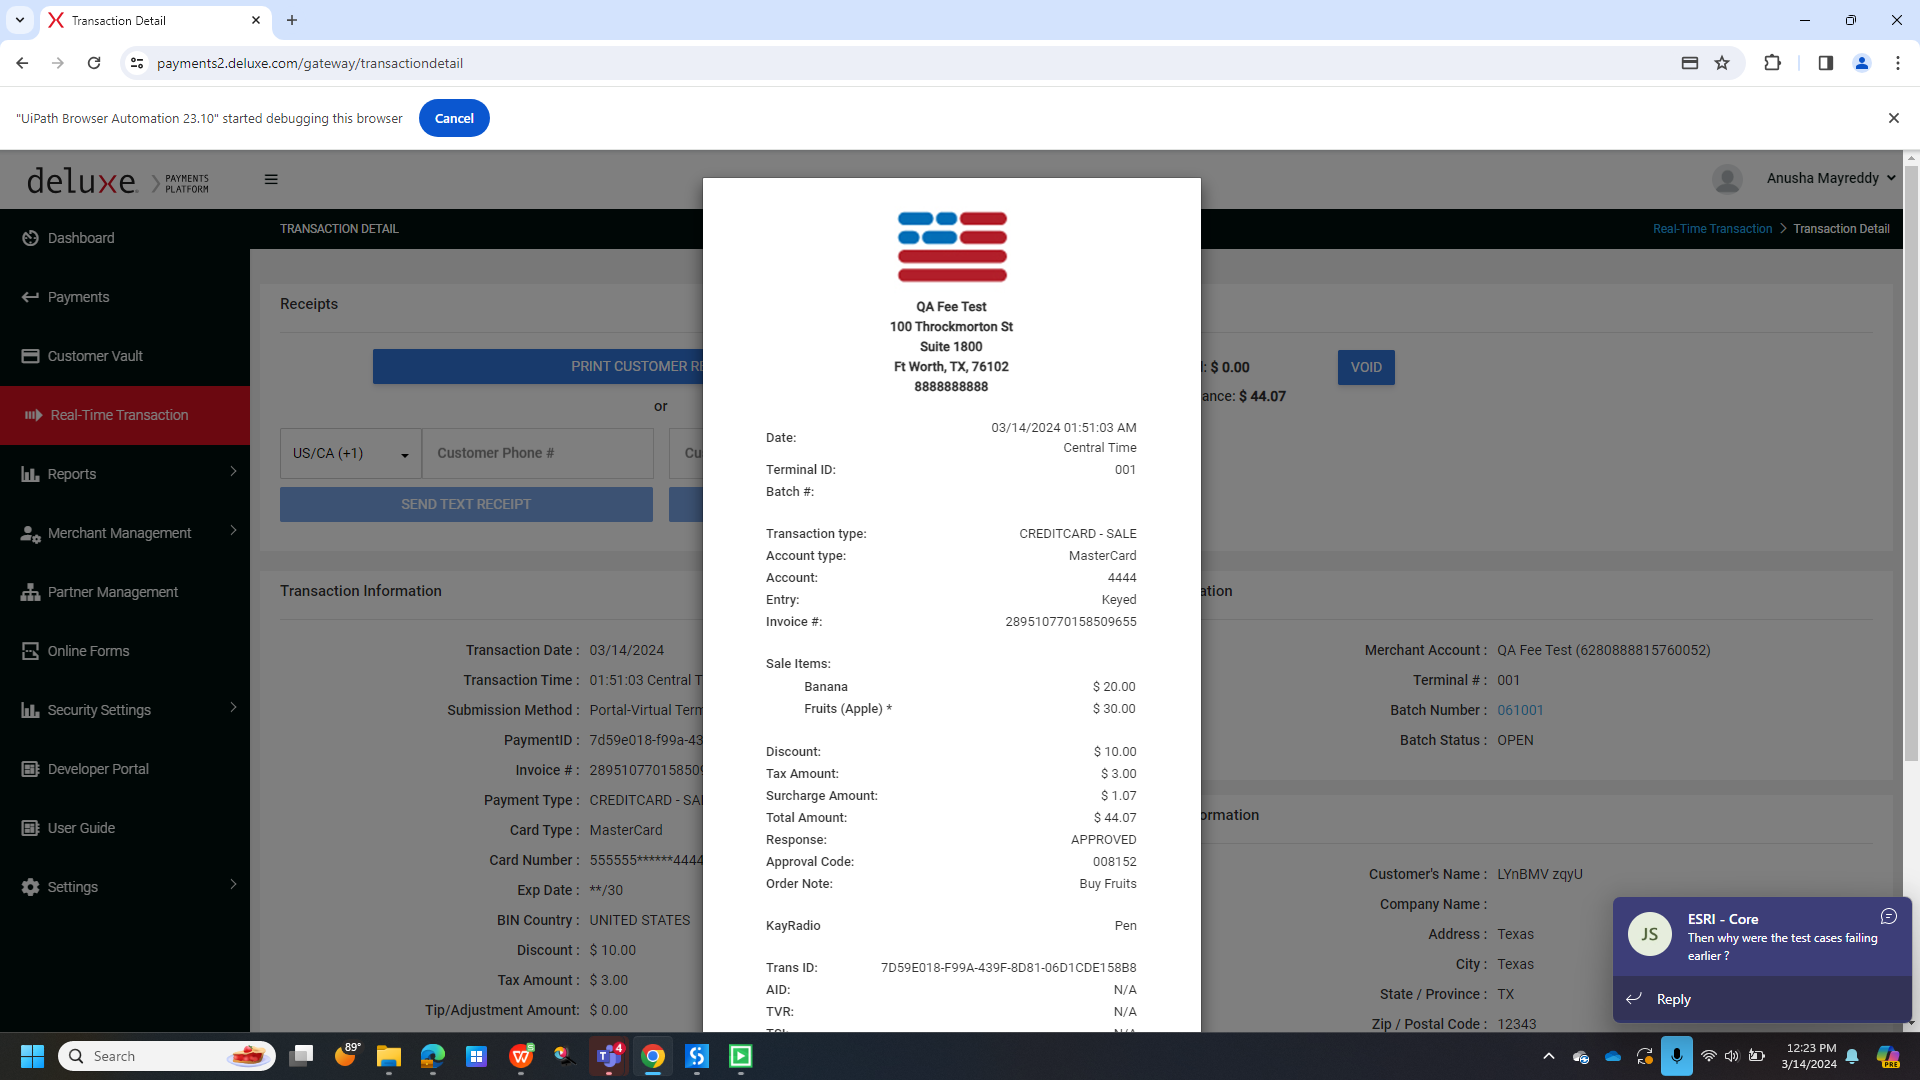 Transaction Detail
payments2.deluxe.com/gateway/transactiondetail
"UiPath Browser Automation 23.10" started debugging this browser
Cancel
deluxe. PAYMENTS PLATFORM
Anusha Mayreddy
Dashboard
Payments
Customer Vault
Real-Time Transaction
Reports
Merchant Management
Partner Management
Online Forms
Security Settings
Developer Portal
User Guide
Settings
TRANSACTION DETAIL
Real-Time Transaction > Transaction Detail
Receipts
PRINT CUSTOMER RE
or
US/CA (+1)
Customer Phone #
Cu
SEND TEXT RECEIPT
: $ 0.00
VOID
ance: $ 44.07
Transaction Information
Transaction Date : 03/14/2024
Transaction Time : 01:51:03 Central T
Submission Method : Portal-Virtual Term
PaymentID : 7d59e018-f99a-43
Invoice # : 28951077015850
Payment Type : CREDITCARD - SAL
Card Type : MasterCard
Card Number : 555555******4444
Exp Date : **/30
BIN Country : UNITED STATES
Discount : $ 10.00
Tax Amount : $ 3.00
Tip/Adjustment Amount: $ 0.00
QA Fee Test
100 Throckmorton St
Suite 1800
Ft Worth, TX, 76102
8888888888
Date: 03/14/2024 01:51:03 AM
Central Time
Terminal ID: 001
Batch #:
Transaction type: CREDITCARD - SALE
Account type: MasterCard
Account: 4444
Entry: Keyed
Invoice #: 289510770158509655
Sale Items:
Banana $ 20.00
Fruits (Apple) * $ 30.00
Discount: $ 10.00
Tax Amount: $ 3.00
Surcharge Amount: $ 1.07
Total Amount: $ 44.07
Response: APPROVED
Approval Code: 008152
Order Note: Buy Fruits
KayRadio Pen
Trans ID: 7D59E018-F99A-439F-8D81-06D1CDE158B8
AID: N/A
TVR: N/A
ation
Merchant Account : QA Fee Test (6280888815760052)
Terminal # : 001
Batch Number : 061001
Batch Status : OPEN
ormation
Customer's Name : LYnBMV zqyU
Company Name :
Address : Texas
City : Texas
State / Province : TX
Zip / Postal Code : 12343
JS
ESRI - Core
Then why were the test cases failing
earlier ?
Reply
Search
89°
4
12:23 PM
3/14/2024
PRE